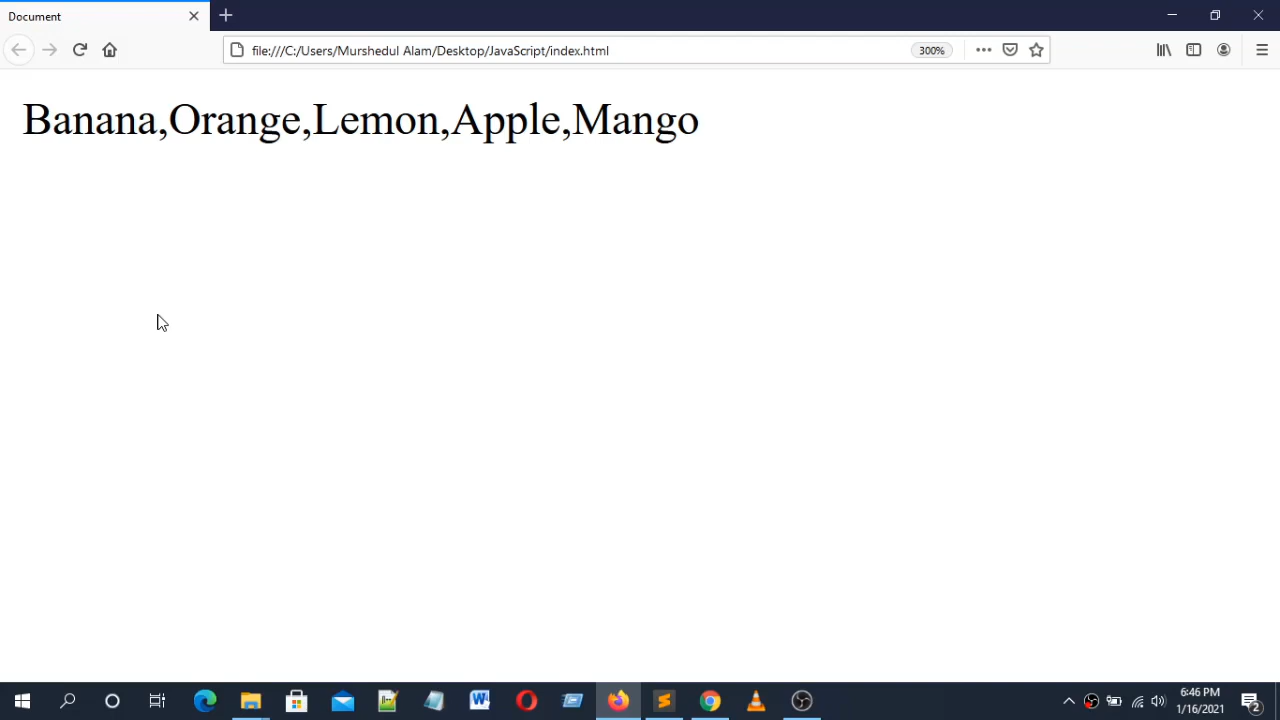 Document
file:///C:/Users/Murshedul Alam/Desktop/JavaScript/index.html
300%
Banana,Orange,Lemon,Apple,Mango
6:46 PM
1/16/2021
2